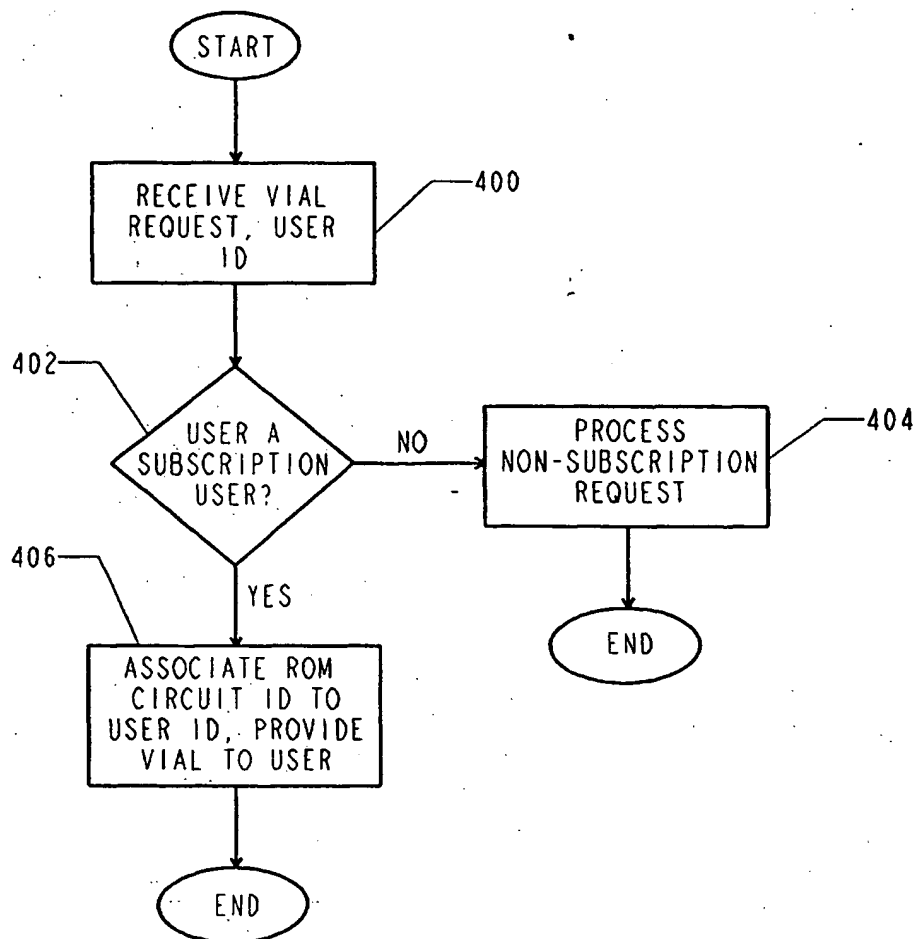 START
RECEIVE VIAL
REQUEST, USER
ID
400
402
USER A
SUBSCRIPTION
USER?
NO
PROCESS
NON-SUBSCRIPTION
REQUEST
404
406
YES
END
ASSOCIATE ROM
CIRCUIT ID TO
USER ID, PROVIDE
VIAL TO USER
END